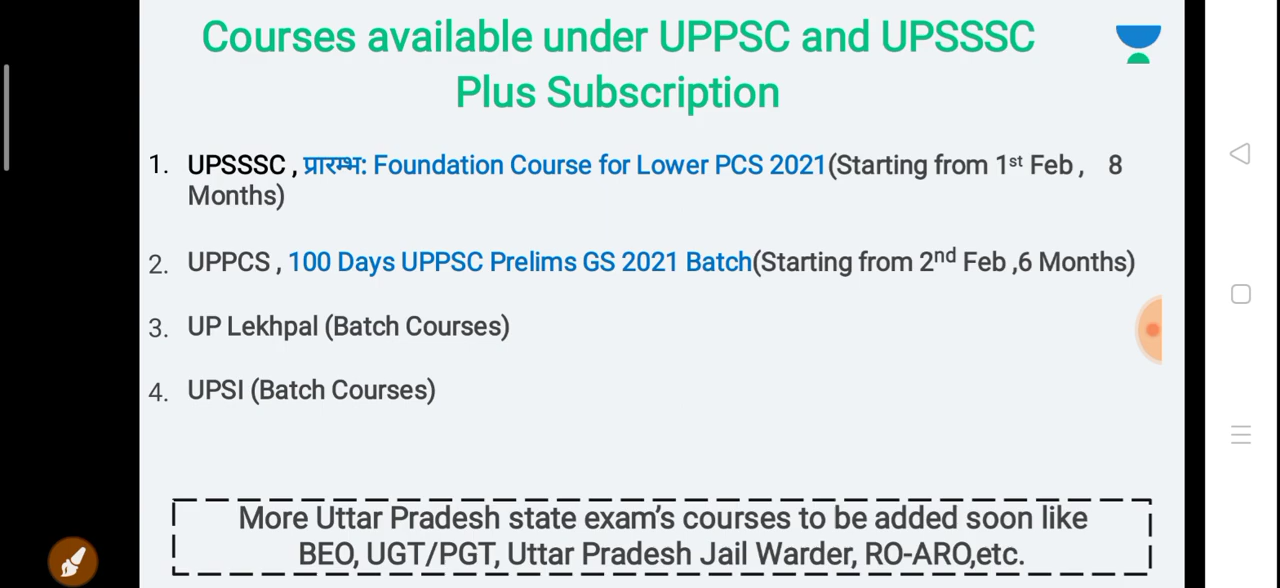 Courses available under UPPSC and UPSSSC
Plus Subscription
1. UPSSSC , प्रारम्भ: Foundation Course for Lower PCS 2021(Starting from 1st Feb , 8
Months)
2. UPPCS , 100 Days UPPSC Prelims GS 2021 Batch(Starting from 2nd Feb ,6 Months)
3. UP Lekhpal (Batch Courses)
4. UPSI (Batch Courses)
More Uttar Pradesh state exam’s courses to be added soon like
BEO, UGT/PGT, Uttar Pradesh Jail Warder, RO-ARO,etc.